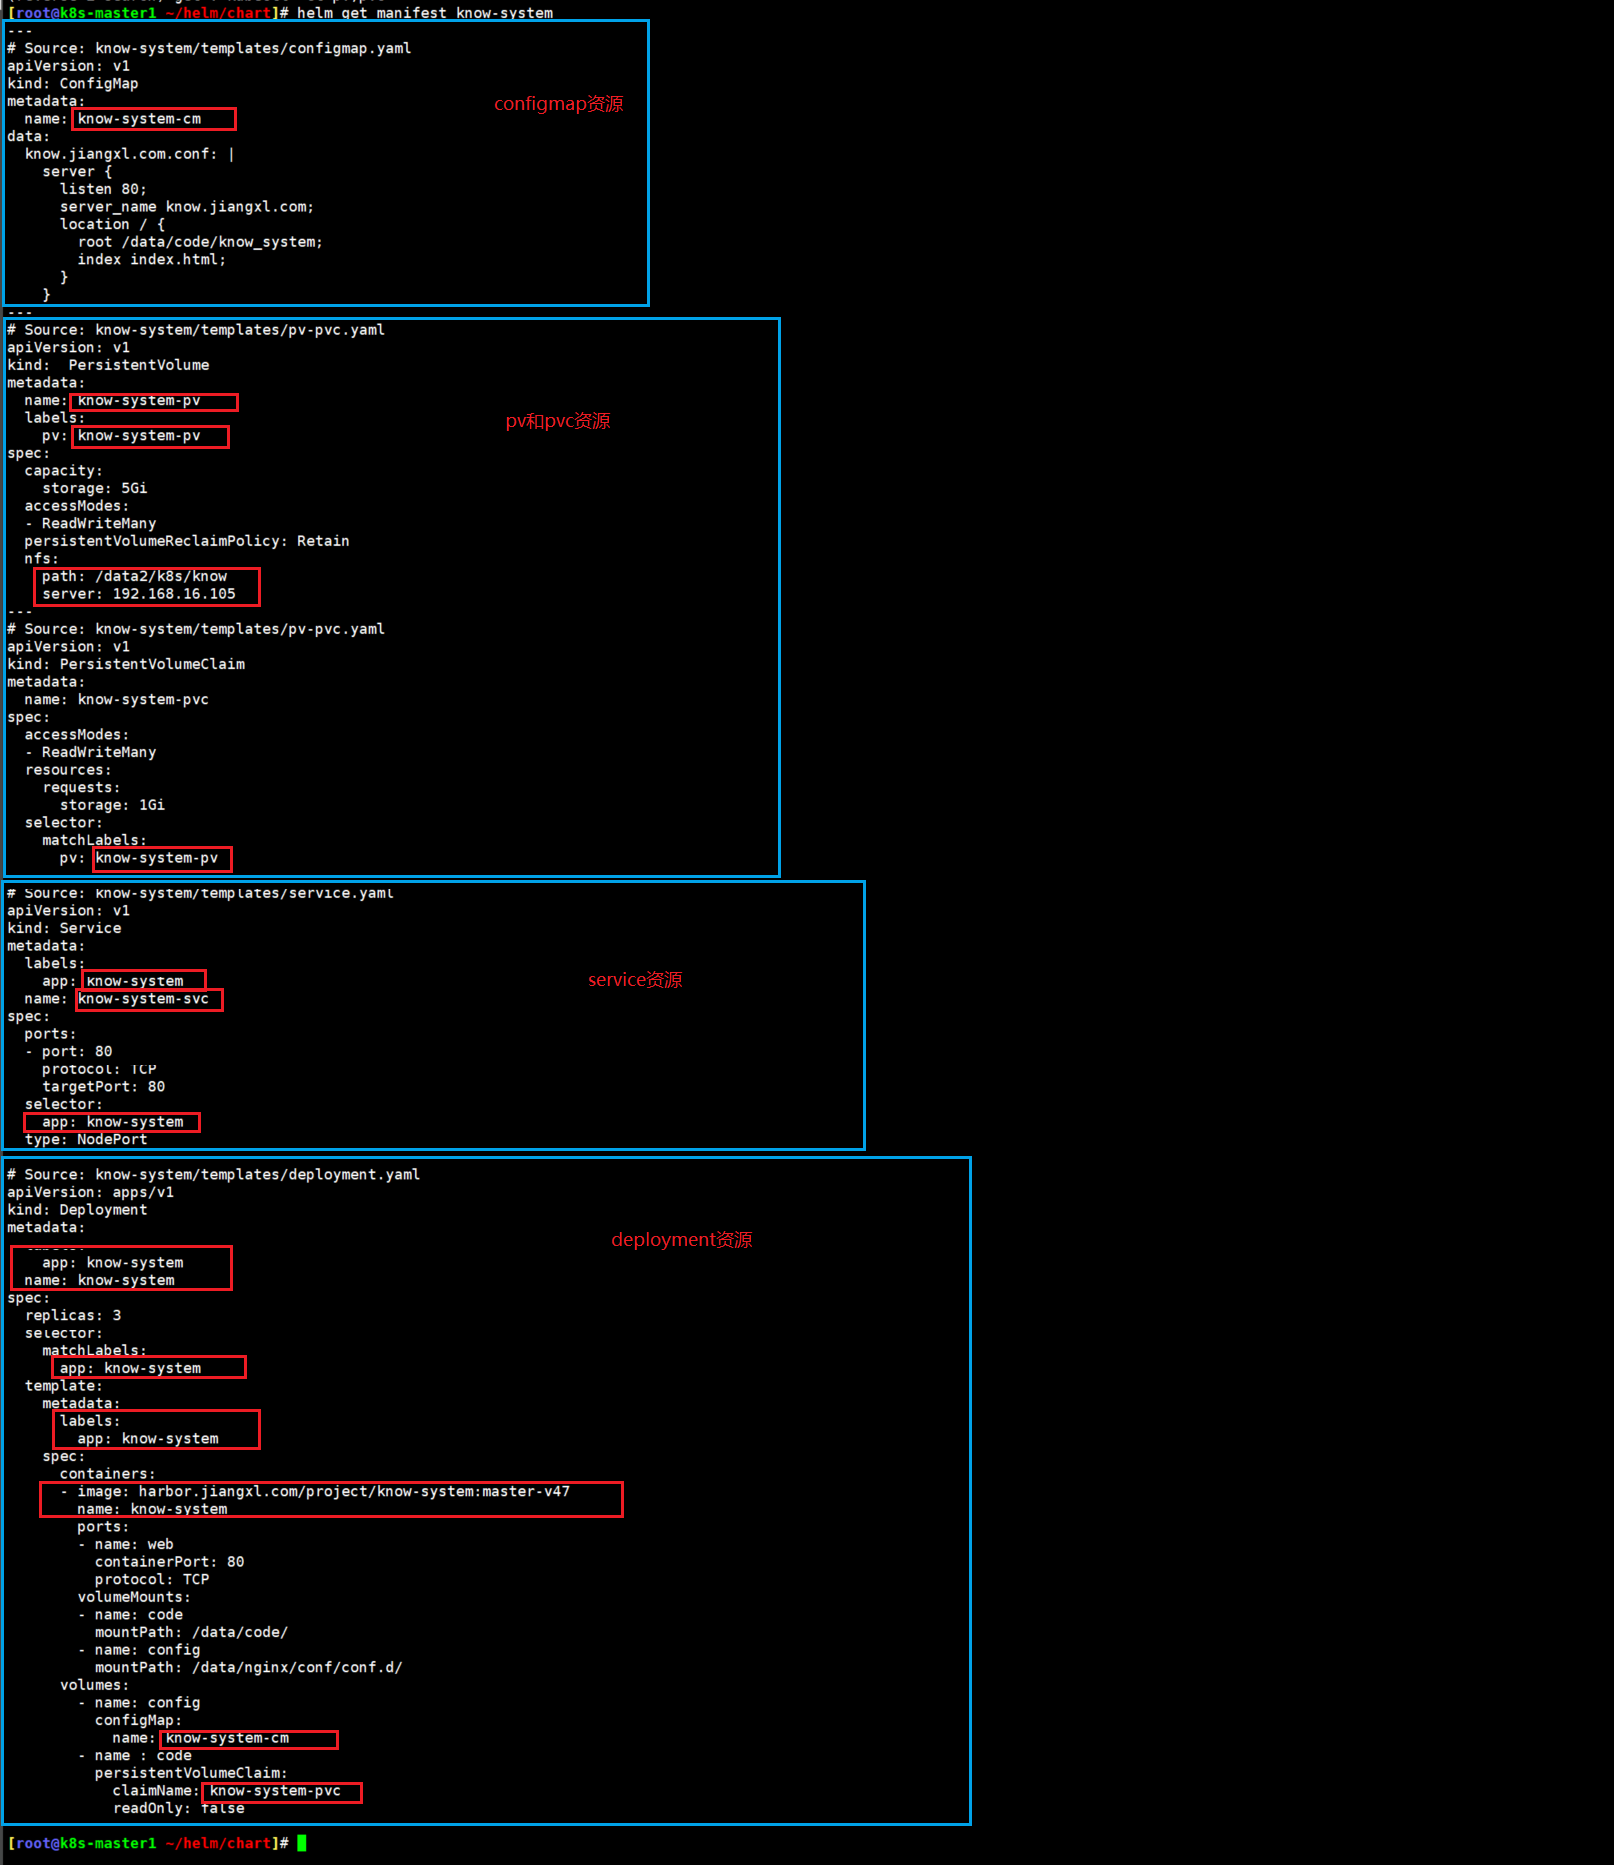 [root@k8s-master1 ~/helm/chart]# helm get manifest know-system
---
# Source: know-system/templates/configmap.yaml
apiVersion: v1
kind: ConfigMap
metadata:
configmap资源
  name: know-system-cm
data:
  know.jiangxl.com.conf: |
    server {
      listen 80;
      server_name know.jiangxl.com;
      location / {
        root /data/code/know_system;
        index index.html;
      }
    }
---
# Source: know-system/templates/pv-pvc.yaml
apiVersion: v1
kind:  PersistentVolume
metadata:
  name: know-system-pv
  labels:
pv和pvc资源
    pv: know-system-pv
spec:
  capacity:
    storage: 5Gi
  accessModes:
  - ReadWriteMany
  persistentVolumeReclaimPolicy: Retain
  nfs:
    path: /data2/k8s/know
    server: 192.168.16.105
---
# Source: know-system/templates/pv-pvc.yaml
apiVersion: v1
kind: PersistentVolumeClaim
metadata:
  name: know-system-pvc
spec:
  accessModes:
  - ReadWriteMany
  resources:
    requests:
      storage: 1Gi
  selector:
    matchLabels:
      pv: know-system-pv
# Source: know-system/templates/service.yaml
apiVersion: v1
kind: Service
metadata:
  labels:
    app: know-system
service资源
  name: know-system-svc
spec:
  ports:
  - port: 80
    protocol: TCP
    targetPort: 80
  selector:
    app: know-system
  type: NodePort
# Source: know-system/templates/deployment.yaml
apiVersion: apps/v1
kind: Deployment
metadata:
deployment资源
    app: know-system
  name: know-system
spec:
  replicas: 3
  selector:
    matchLabels:
      app: know-system
  template:
    metadata:
      labels:
        app: know-system
    spec:
      containers:
      - image: harbor.jiangxl.com/project/know-system:master-v47
        name: know-system
        ports:
        - name: web
          containerPort: 80
          protocol: TCP
        volumeMounts:
        - name: code
          mountPath: /data/code/
        - name: config
          mountPath: /data/nginx/conf/conf.d/
      volumes:
        - name: config
          configMap:
            name: know-system-cm
        - name : code
          persistentVolumeClaim:
            claimName: know-system-pvc
            readOnly: false
[root@k8s-master1 ~/helm/chart]#